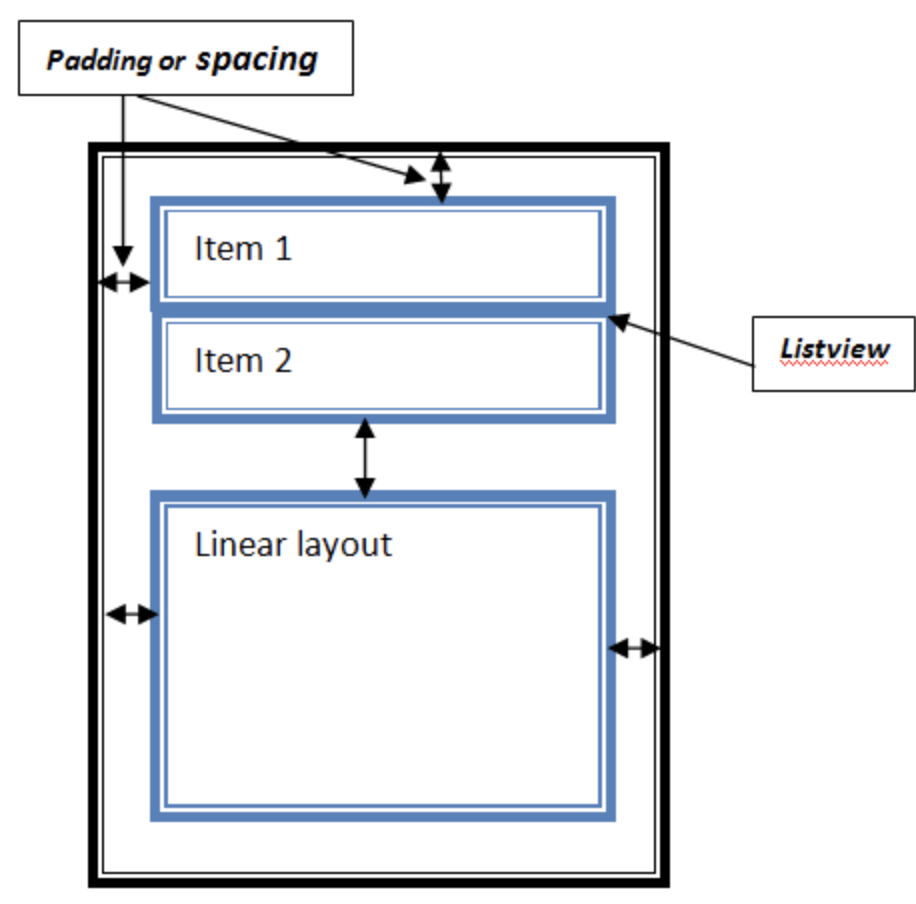 Padding or spacing
Item 1
Listview
Item 2
Linear layout